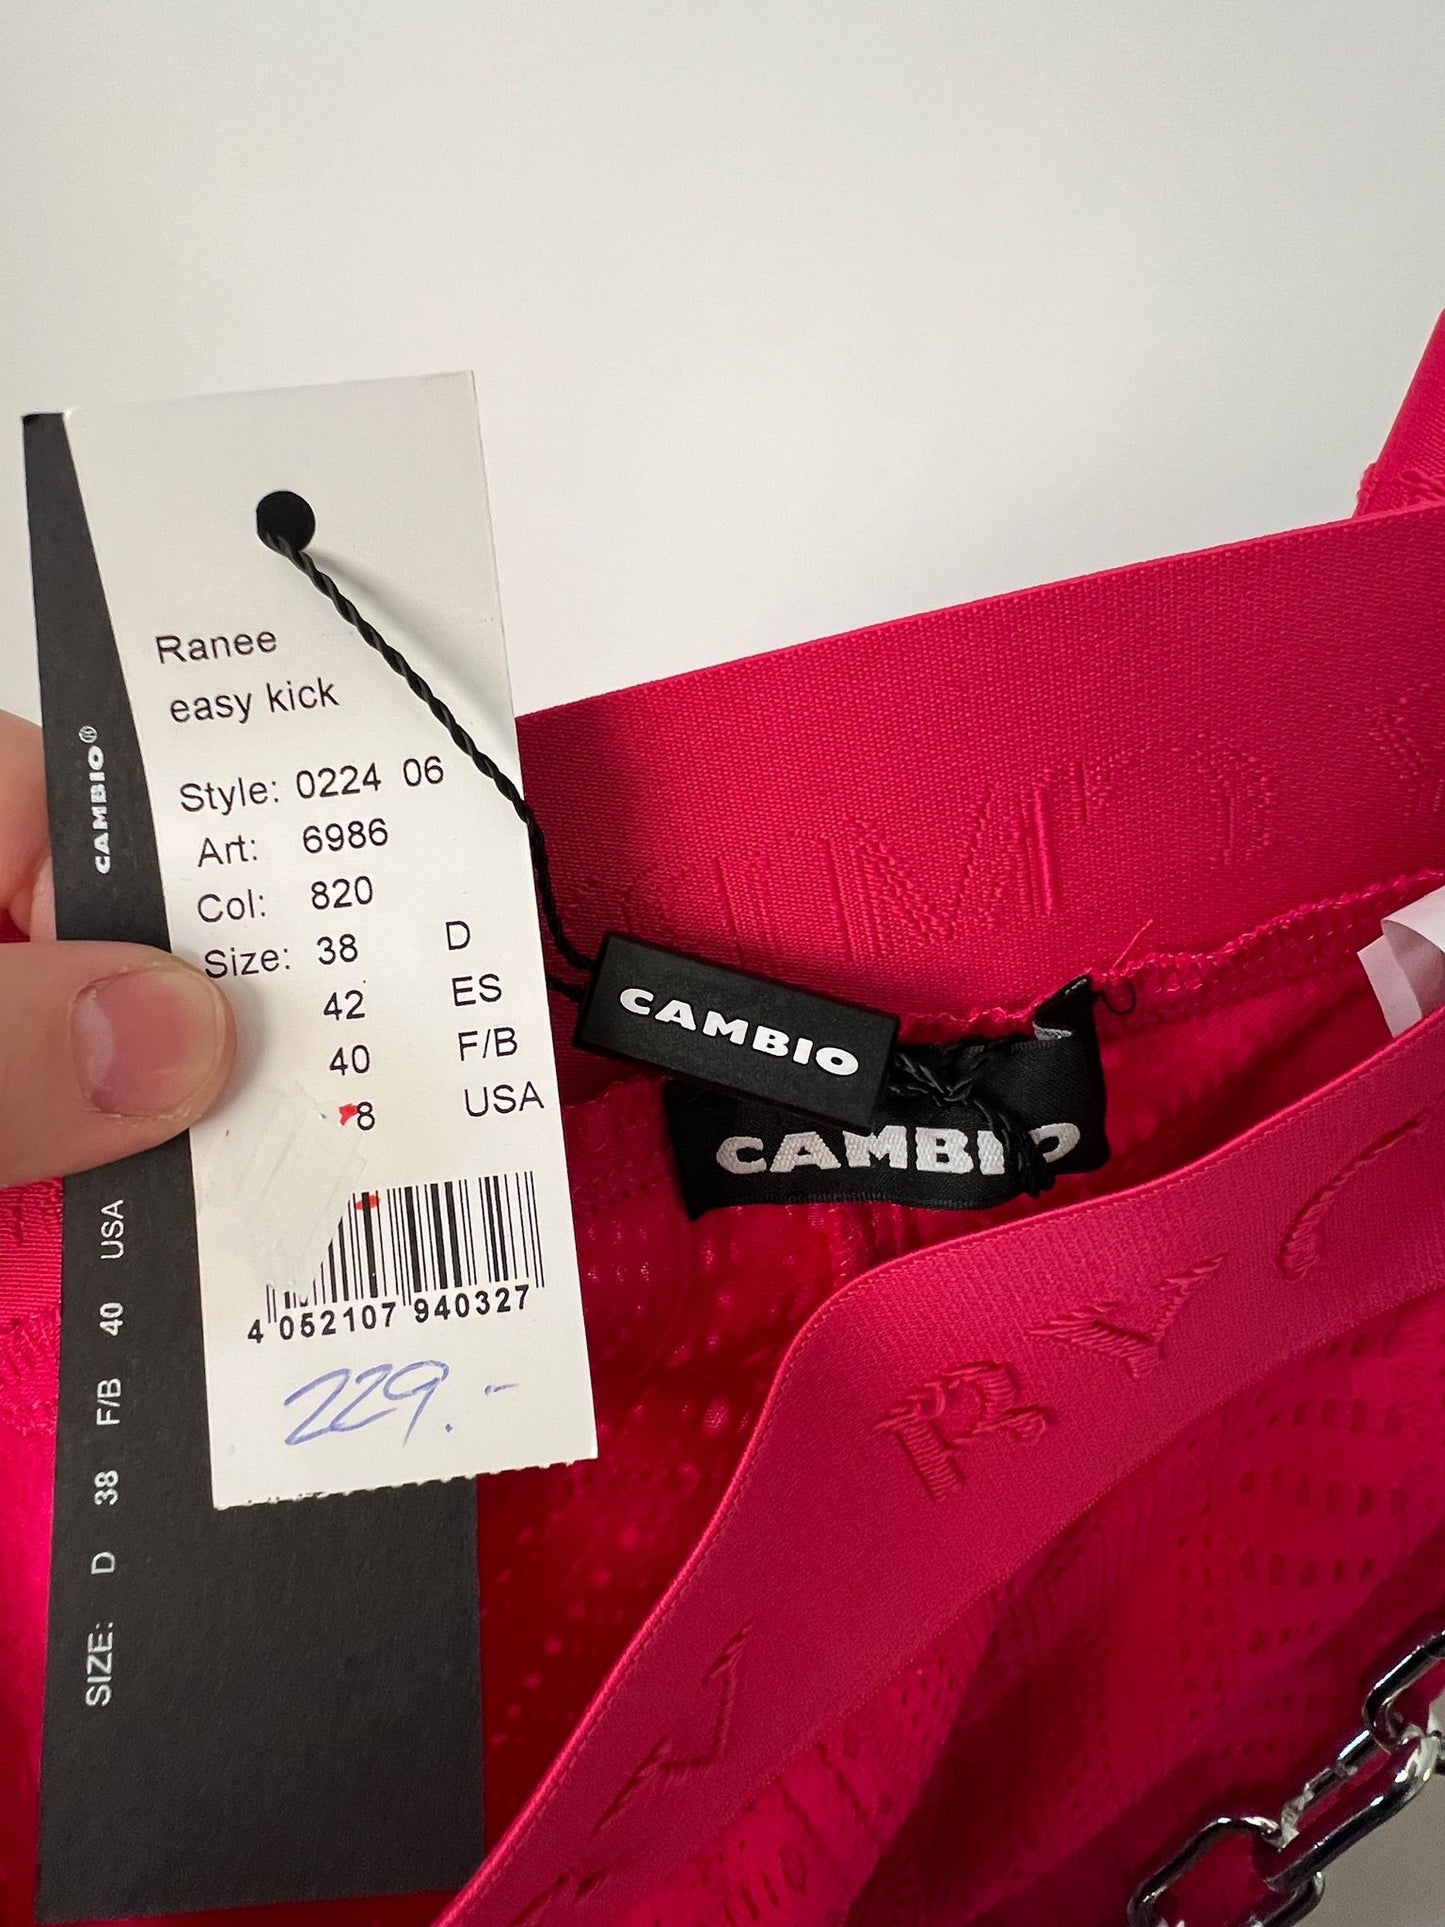 Ranee
easy kick
Style: 0224 06
Art: 6986
Col: 820
Size: 38 D
42 ES
40 F/B
8 USA
4 052107 940327
229.-
CAMBIO®
SIZE: D 38 F/B 40 USA
CAMBIO
CAMBIO